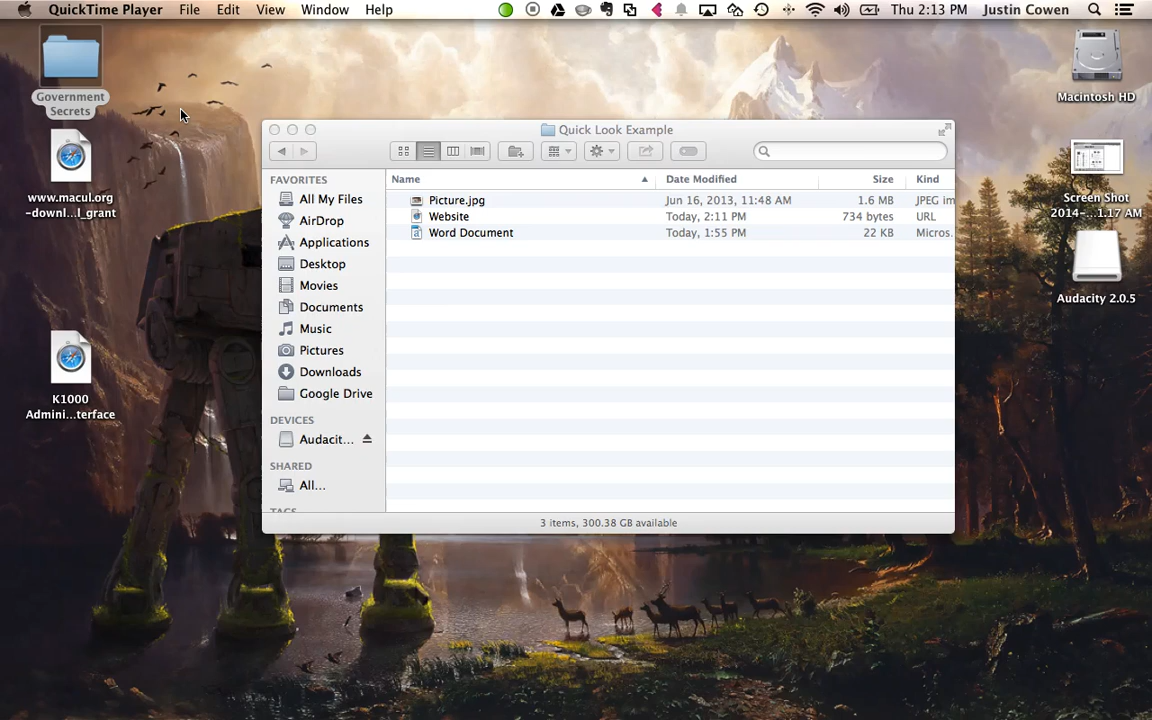 QuickTime Player File Edit View Window Help Thu 2:13 PM Justin Cowen
Government
Secrets
www.macul.org
-downl...l_grant
K1000
Admini...terface
Macintosh HD
Screen Shot
2014-...1.17 AM
Audacity 2.0.5
Quick Look Example
FAVORITES
All My Files
AirDrop
Applications
Desktop
Movies
Documents
Music
Pictures
Downloads
Google Drive
DEVICES
Audacit...
SHARED
All...
TAGS
Name Date Modified Size Kind
Picture.jpg Jun 16, 2013, 11:48 AM 1.6 MB JPEG im
Website Today, 2:11 PM 734 bytes URL
Word Document Today, 1:55 PM 22 KB Micros.
3 items, 300.38 GB available